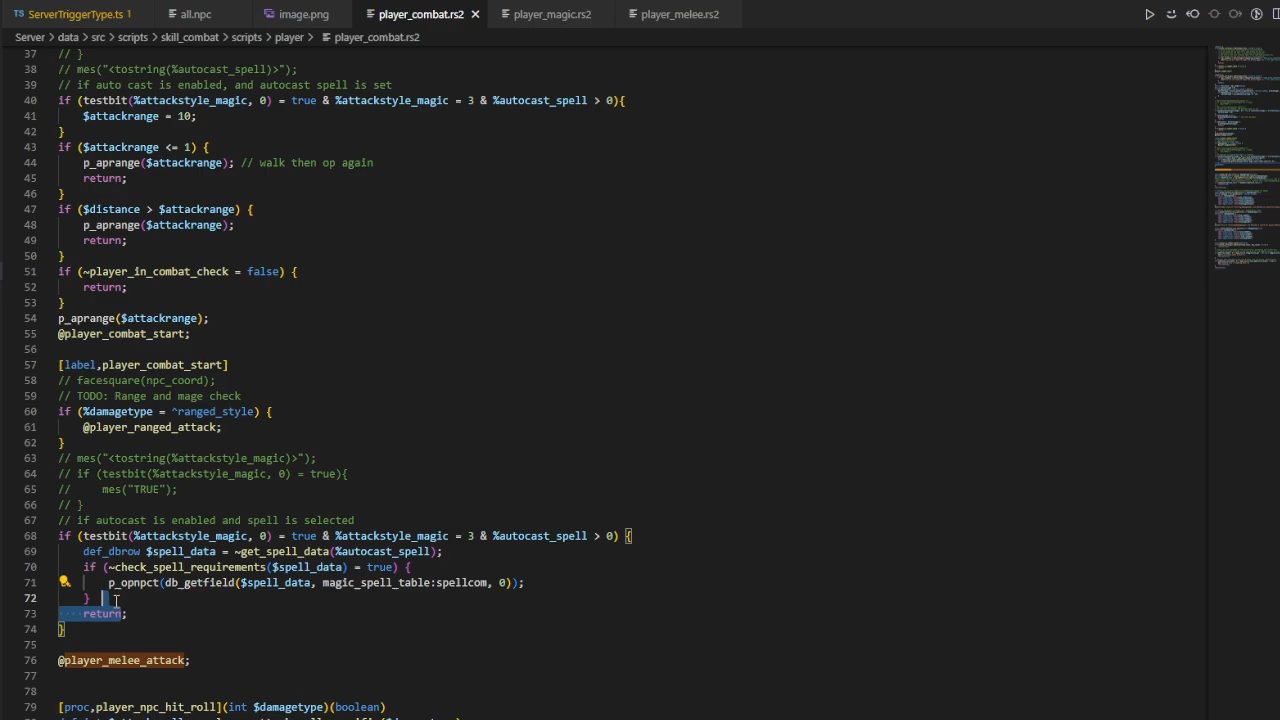 TS ServerTriggerType.ts 1 all.npc image.png player_combat.rs2 × player_magic.rs2 player_melee.rs2
Server > data > src > scripts > skill_combat > scripts > player > player_combat.rs2
37 // }
38 // mes("<tostring(%autocast_spell)>");
39 // if auto cast is enabled, and autocast spell is set
40 if (testbit(%attackstyle_magic, 0) = true & %attackstyle_magic = 3 & %autocast_spell > 0){
41 $attackrange = 10;
42 }
43 if ($attackrange <= 1) {
44 p_aprange($attackrange); // walk then op again
45 return;
46 }
47 if ($distance > $attackrange) {
48 p_aprange($attackrange);
49 return;
50 }
51 if (~player_in_combat_check = false) {
52 return;
53 }
54 p_aprange($attackrange);
55 @player_combat_start;
56
57 [label,player_combat_start]
58 // facesquare(npc_coord);
59 // TODO: Range and mage check
60 if (%damagetype = ^ranged_style) {
61 @player_ranged_attack;
62 }
63 // mes("<tostring(%attackstyle_magic)>");
64 // if (testbit(%attackstyle_magic, 0) = true){
65 // mes("TRUE");
66 // }
67 // if autocast is enabled and spell is selected
68 if (testbit(%attackstyle_magic, 0) = true & %attackstyle_magic = 3 & %autocast_spell > 0) {
69 def_dbrow $spell_data = ~get_spell_data(%autocast_spell);
70 if (~check_spell_requirements($spell_data) = true) {
71 p_opnpct(db_getfield($spell_data, magic_spell_table:spellcom, 0));
72 }
73 return;
74 }
75
76 @player_melee_attack;
77
78
79 [proc,player_npc_hit_roll](int $damagetype)(boolean)